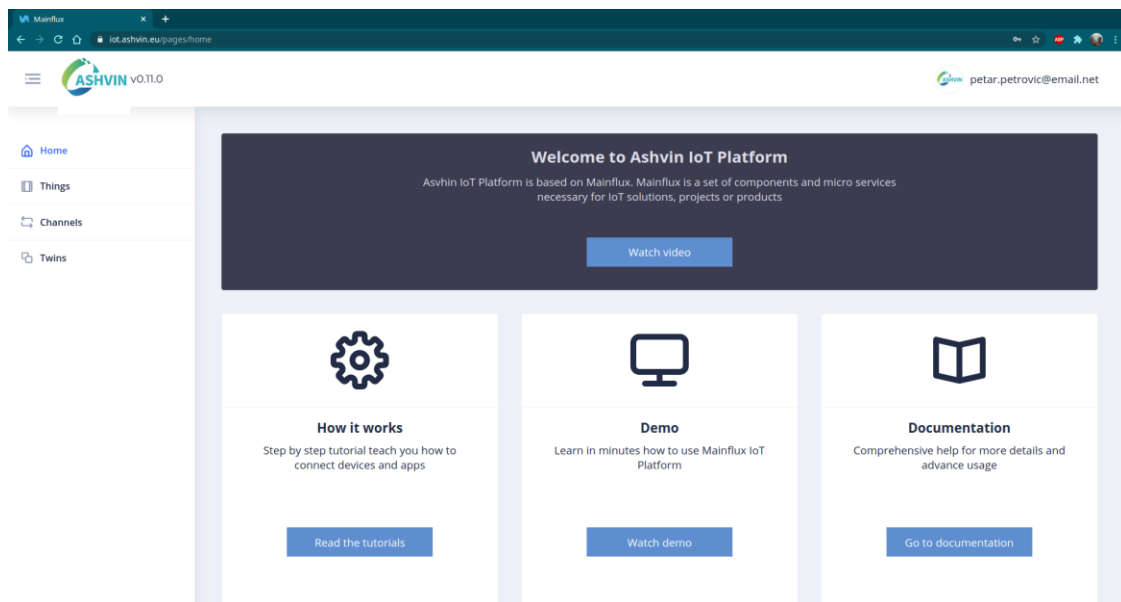 Mainflux
iot.ashvin.eu/pages/home
ABP
ASHVIN v0.11.0
ASHVIN petar.petrovic@email.net
Home
Things
Channels
Twins
Welcome to Ashvin IoT Platform
Asvhin IoT Platform is based on Mainflux. Mainflux is a set of components and micro services
necessary for IoT solutions, projects or products
Watch video
How it works
Step by step tutorial teach you how to
connect devices and apps
Read the tutorials
Demo
Learn in minutes how to use Mainflux IoT
Platform
Watch demo
Documentation
Comprehensive help for more details and
advance usage
Go to documentation